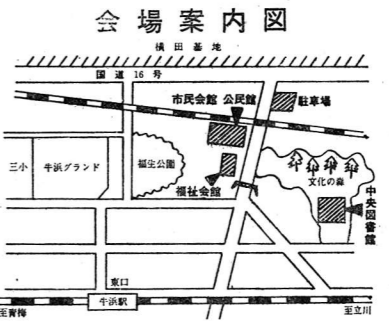 会場案内図
横田基地
国道16号
市民会館 公民館
駐車場
三小
牛浜グランド
福生公園
福祉会館
文化の森
中央図書館
東口
牛浜駅
至青梅
至立川